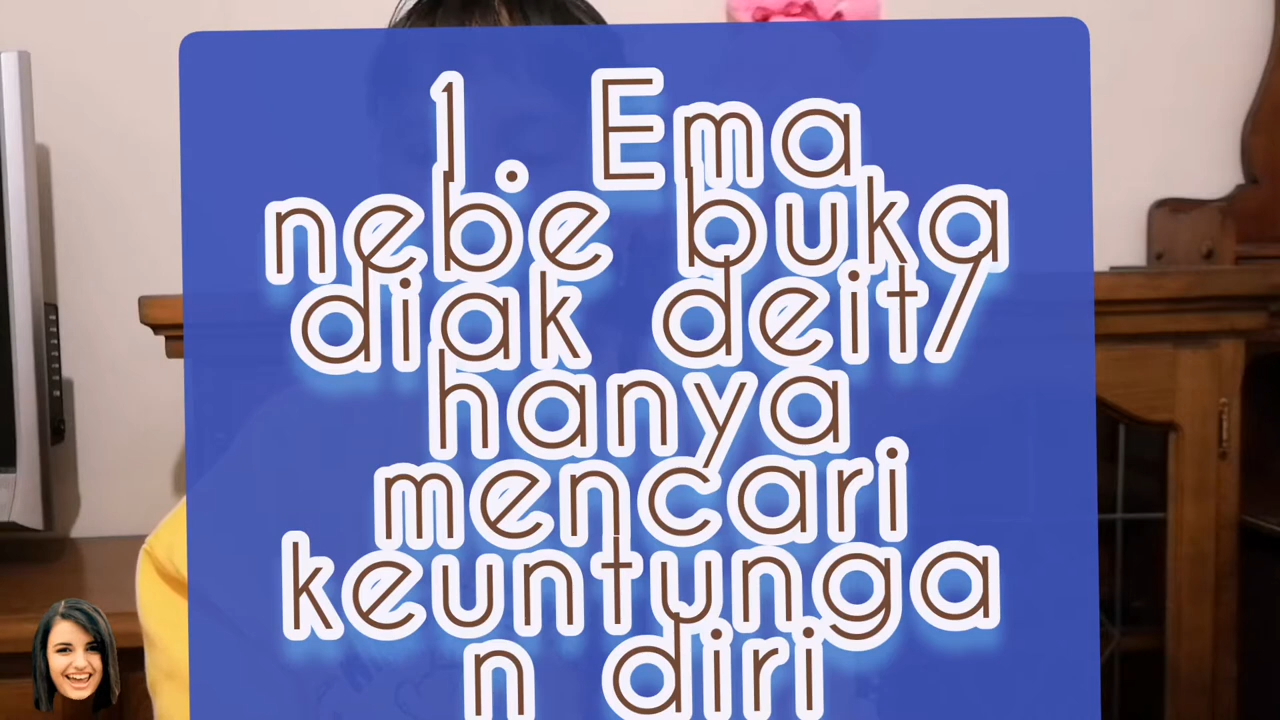 1. Ema
nebe buka
diak deit/
hanya
mencari
keuntunga
n diri